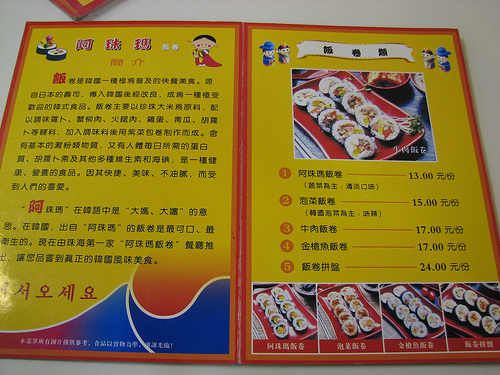 阿珠瑪 飯卷
簡介
飯卷是韓國一種極為普及的快餐美食。源
自日本的壽司，傳入韓國後經改良，成為一種極受
歡迎的韓式食品。飯卷主要以珍珠大米為原料，配
以調味蘿卜、蟹柳肉、火腿肉、雞蛋、青瓜、胡蘿
卜等輔料，加入調味料後用紫菜包卷制作而成。含
有基本的澱粉類物質，又有人體每日所需的蛋白
質、胡蘿卜素及其他多種維生素和海碘，是一種健
康、營養的食品。因其快捷、美味、不油膩，而受
到人們的喜愛。
"阿珠瑪" 在韓語中是 "大媽、大嬸" 的意
思。在韓國，出自 "阿珠瑪" 的飯卷是最可口、最
衛生的。現在由珠海第一家 "阿珠瑪飯卷" 餐廳推
出，讓您品嘗到真正的韓國風味美食。
서오세요
本菜單所有圖片僅供參考，食品以實物為準，謝謝光臨!
飯卷類
牛肉飯卷
1 阿珠瑪飯卷 13.00 元/份
(蔬菜為主：清淡口味)
2 泡菜飯卷 15.00 元/份
(韓國泡菜為主：味辣)
3 牛肉飯卷 17.00 元/份
4 金槍魚飯卷 17.00 元/份
5 飯卷拼盤 24.00 元/份
阿珠瑪飯卷 泡菜飯卷 金槍魚飯卷 飯卷拼盤